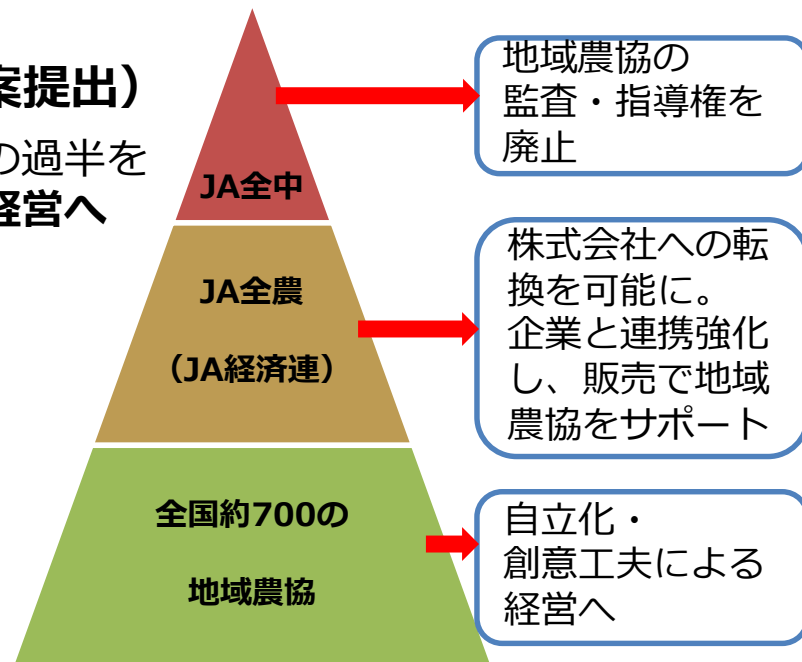 案提出）
の過半を
経営へ
JA全中
地域農協の
監査・指導権を
廃止
JA全農
（JA経済連）
株式会社への転
換を可能に。
企業と連携強化
し、販売で地域
農協をサポート
全国約700の
地域農協
自立化・
創意工夫による
経営へ